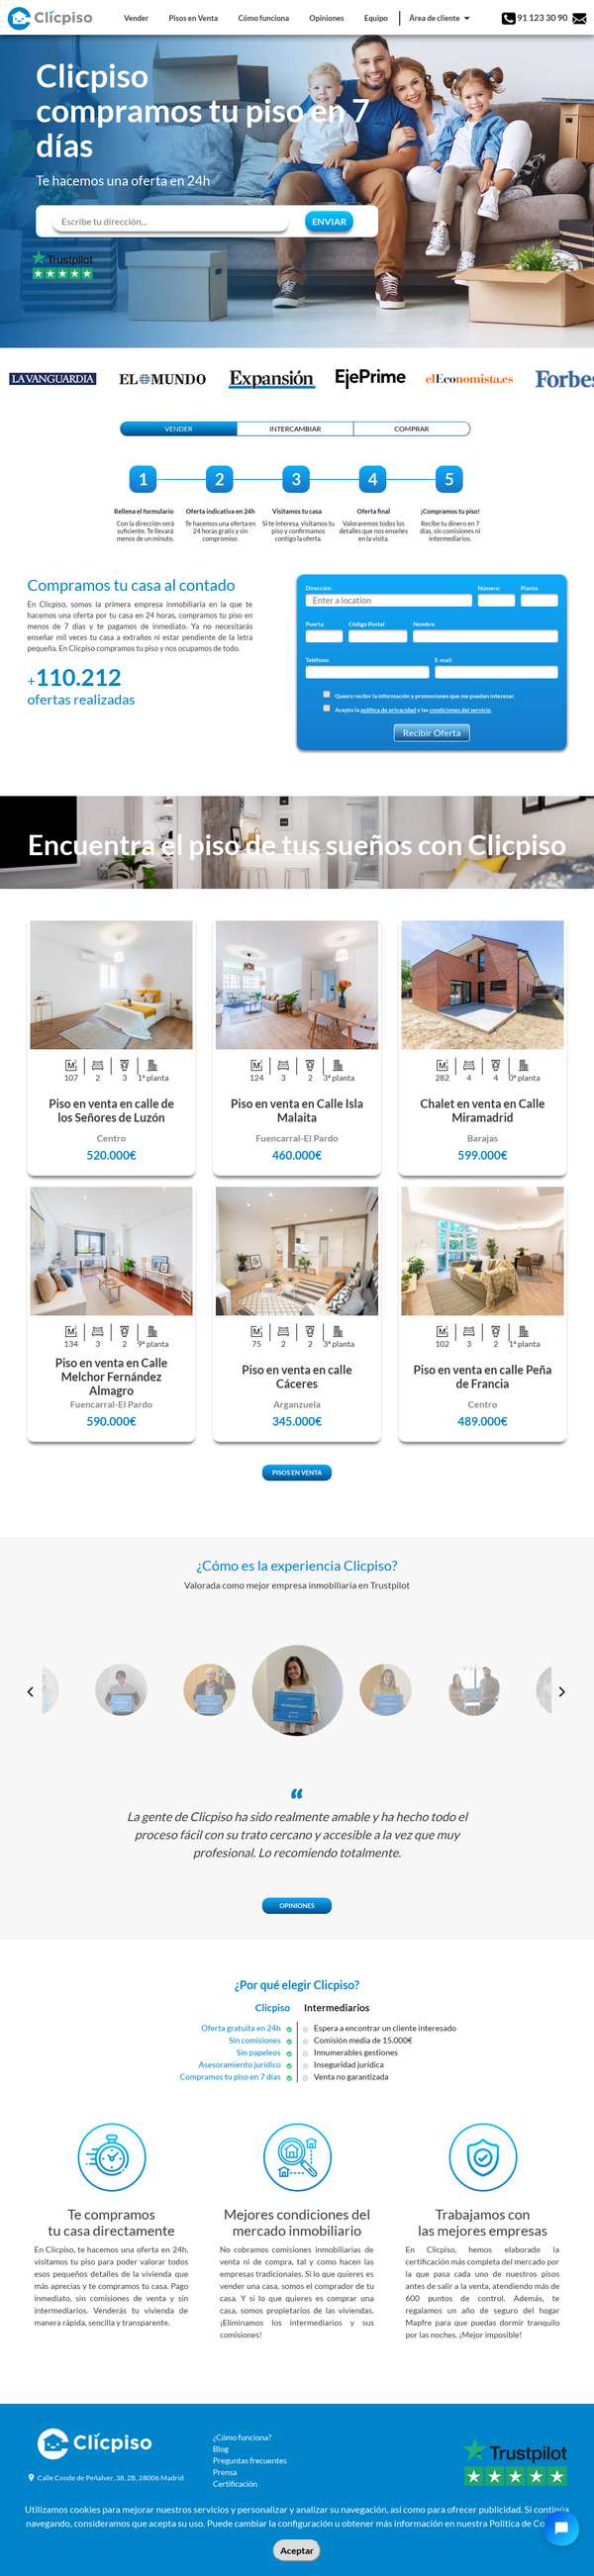 Clicpiso
Vender
Pisos en Venta
Cómo funciona
Opiniones
Equipo
Área de cliente
91 123 30 90
Clicpiso
compramos tu piso en 7
días
Te hacemos una oferta en 24h
Escribe tu dirección...
ENVIAR
Trustpilot
LA VANGUARDIA
EL MUNDO
Expansión
EjePrime
elEconomista.es
Forbes
VENDER
INTERCAMBIAR
COMPRAR
1
2
3
4
5
Rellena el formulario
Con la dirección será
suficiente. Te llevará
menos de un minuto.
Oferta indicativa en 24h
Te hacemos una oferta en
24 horas gratis y sin
compromiso.
Visitamos tu casa
Si te interesa, visitamos tu
piso y confirmamos
contigo la oferta.
Oferta final
Valoraremos todos los
detalles que nos enseñes
en la visita.
¡Compramos tu piso!
Recibe tu dinero en 7
días, sin comisiones ni
intermediarios.
Compramos tu casa al contado
En Clicpiso, somos la primera empresa inmobiliaria en la que te
hacemos una oferta por tu casa en 24 horas, compramos tu piso en
menos de 7 días y te pagamos de inmediato. Ya no necesitarás
enseñar mil veces tu casa a extraños ni estar pendiente de la letra
pequeña. En Clicpiso compramos tu piso y nos ocupamos de todo.
+110.212
ofertas realizadas
Dirección:
Número:
Planta:
Enter a location
Puerta:
Código Postal:
Nombre:
Teléfono:
E-mail:
Quiero recibir la información y promociones que me puedan interesar.
Acepto la política de privacidad y las condiciones del servicio.
Recibir Oferta
Encuentra el piso de tus sueños con Clicpiso
107 2 3 1ª planta
Piso en venta en calle de
los Señores de Luzón
Centro
520.000€
124 3 2 3ª planta
Piso en venta en Calle Isla
Malaita
Fuencarral-El Pardo
460.000€
282 4 4 0ª planta
Chalet en venta en Calle
Miramadrid
Barajas
599.000€
134 3 2 9ª planta
Piso en venta en Calle
Melchor Fernández
Almagro
Fuencarral-El Pardo
590.000€
75 2 2 3ª planta
Piso en venta en calle
Cáceres
Arganzuela
345.000€
102 3 2 1ª planta
Piso en venta en calle Peña
de Francia
Centro
489.000€
PISOS EN VENTA
¿Cómo es la experiencia Clicpiso?
Valorada como mejor empresa inmobiliaria en Trustpilot
“
La gente de Clicpiso ha sido realmente amable y ha hecho todo el
proceso fácil con su trato cercano y accesible a la vez que muy
profesional. Lo recomiendo totalmente.
OPINIONES
¿Por qué elegir Clicpiso?
Clicpiso
Intermediarios
Oferta gratuita en 24h
Espera a encontrar un cliente interesado
Sin comisiones
Comisión media de 15.000€
Sin papeleos
Innumerables gestiones
Asesoramiento jurídico
Inseguridad jurídica
Compramos tu piso en 7 días
Venta no garantizada
Te compramos
tu casa directamente
En Clicpiso, te hacemos una oferta en 24h,
visitamos tu piso para poder valorar todos
esos pequeños detalles de la vivienda que
más aprecias y te compramos tu casa. Pago
inmediato, sin comisiones de venta y sin
intermediarios. Venderás tu vivienda de
manera rápida, sencilla y transparente.
Mejores condiciones del
mercado inmobiliario
No cobramos comisiones inmobiliarias de
venta ni de compra, tal y como hacen las
empresas tradicionales. Si lo que quieres es
vender una casa, somos el comprador de tu
casa. Y si lo que quieres es comprar una
casa, somos propietarios de las viviendas.
¡Eliminamos los intermediarios y sus
comisiones!
Trabajamos con
las mejores empresas
En Clicpiso, hemos elaborado la
certificación más completa del mercado por
la que pasa cada uno de nuestros pisos
antes de salir a la venta, atendiendo más de
600 puntos de control. Además, te
regalamos un año de seguro del hogar
Mapfre para que puedas dormir tranquilo
por las noches. ¡Mejor imposible!
Clicpiso
Calle Conde de Peñalver, 38, 2B, 28006 Madrid
¿Cómo funciona?
Blog
Preguntas frecuentes
Prensa
Certificación
Trustpilot
Utilizamos cookies para mejorar nuestros servicios y personalizar y analizar su navegación, así como para ofrecer publicidad. Si continúa
navegando, consideramos que acepta su uso. Puede cambiar la configuración u obtener más información en nuestra Política de Co
Aceptar